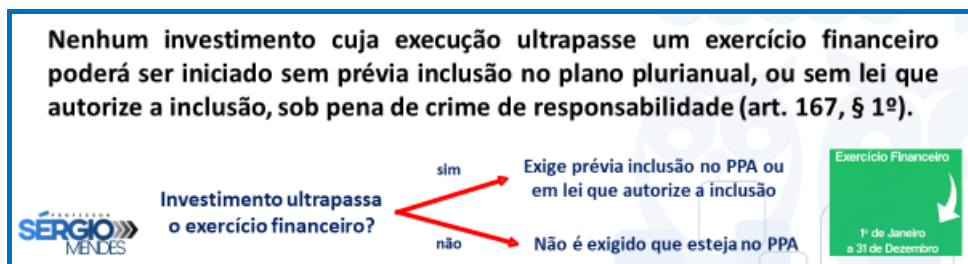 Nenhum investimento cuja execução ultrapasse um exercício financeiro
poderá ser iniciado sem prévia inclusão no plano plurianual, ou sem lei que
autorize a inclusão, sob pena de crime de responsabilidade (art. 167, § 1º).
Investimento ultrapassa
o exercício financeiro?
sim
Exige prévia inclusão no PPA ou
em lei que autorize a inclusão
não
Não é exigido que esteja no PPA
Exercício Financeiro
1º de Janeiro
a 31 de Dezembro
PROFESSOR
SÉRGIO
MENDES